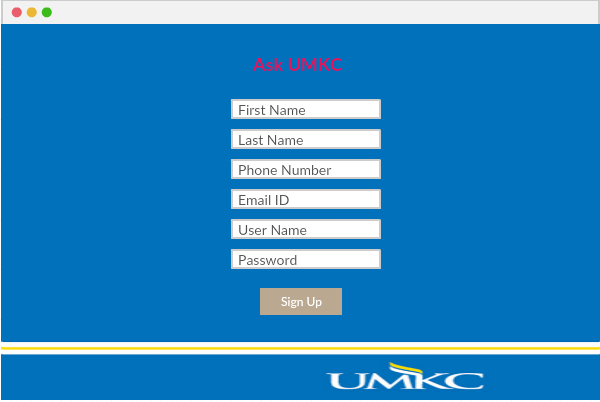 Ask UMKC
First Name
Last Name
Phone Number
Email ID
User Name
Password
Sign Up
UMKC